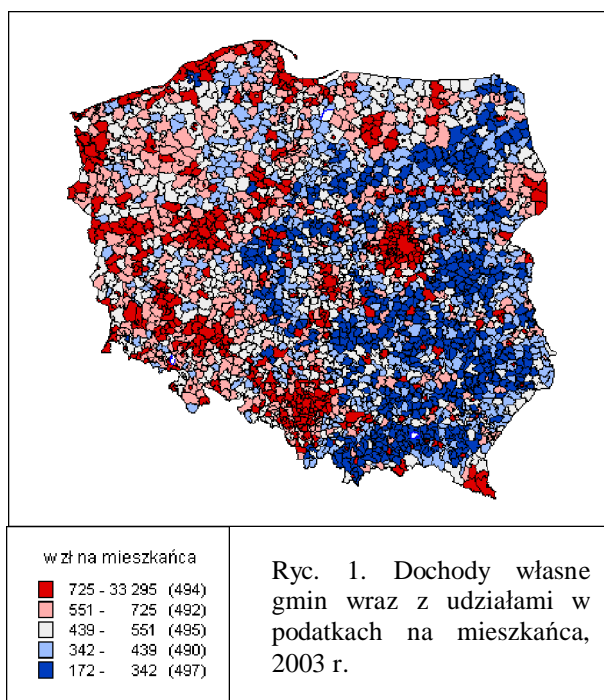 w zł na mieszkańca
725 - 33 295 (494)
551 - 725 (492)
439 - 551 (495)
342 - 439 (490)
172 - 342 (497)
Ryc. 1. Dochody własne
gmin wraz z udziałami w
podatkach na mieszkańca,
2003 r.